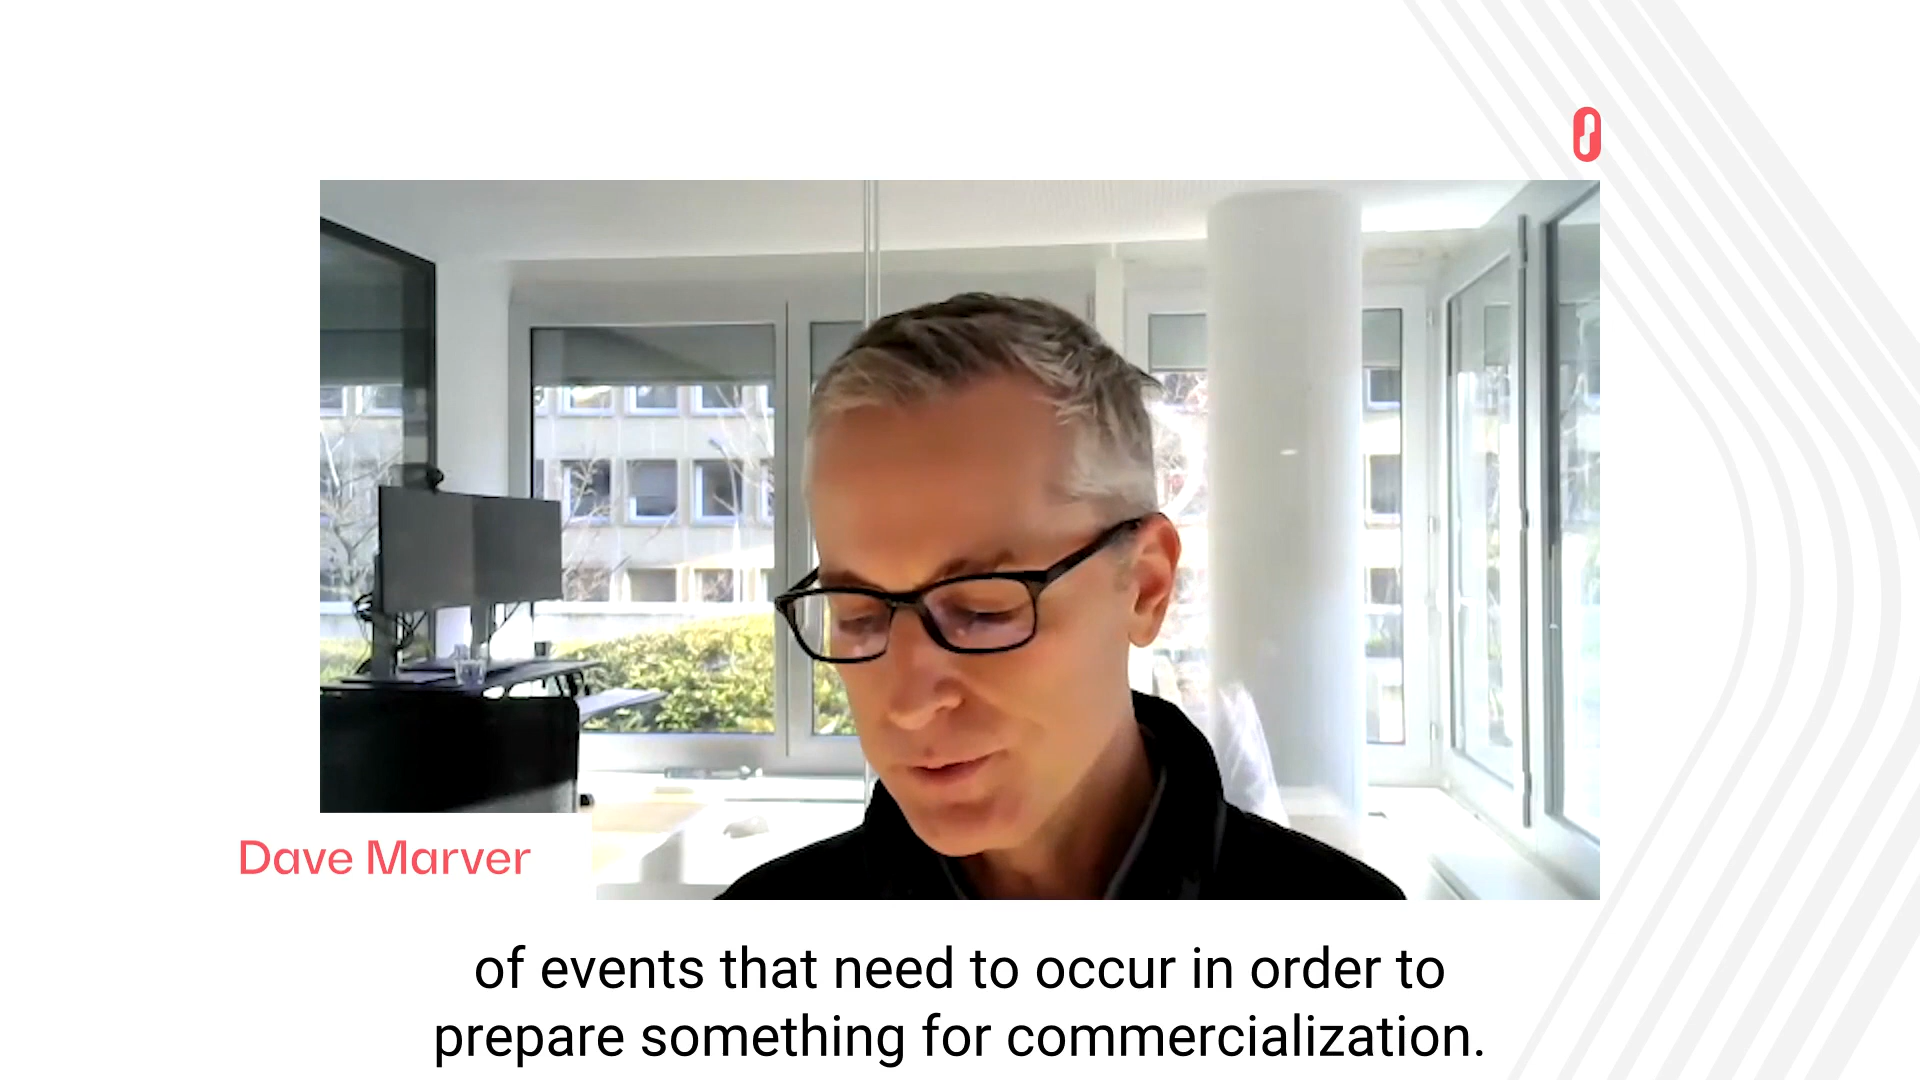 Dave Marver
of events that need to occur in order to
prepare something for commercialization.